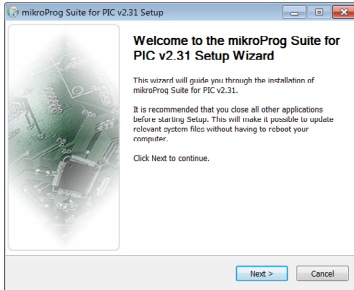 mikroProg Suite for PIC v2.31 Setup
Welcome to the mikroProg Suite for
PIC v2.31 Setup Wizard
This wizard will guide you through the installation of
mikroProg Suite for PIC v2.31.
It is recommended that you close all other applications
before starting Setup. This will make it possible to update
relevant system files without having to reboot your
computer.
Click Next to continue.
Next >
Cancel